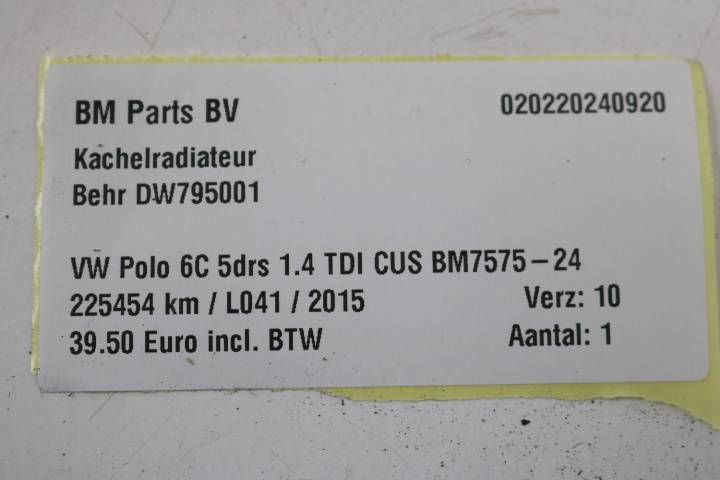 BM Parts BV 020220240920
Kachelradiateur
Behr DW795001
VW Polo 6C 5drs 1.4 TDI CUS BM7575-24
225454 km / L041 / 2015 Verz: 10
39.50 Euro incl. BTW Aantal: 1